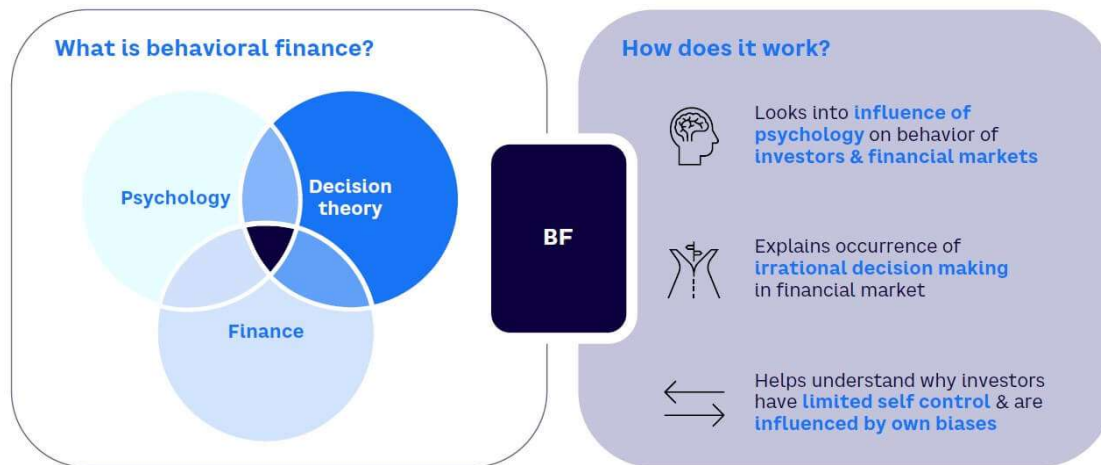 What is behavioral finance?
Psychology
Decision
theory
Finance
BF
How does it work?
Looks into influence of
psychology on behavior of
investors & financial markets
Explains occurrence of
irrational decision making
in financial market
Helps understand why investors
have limited self control & are
influenced by own biases